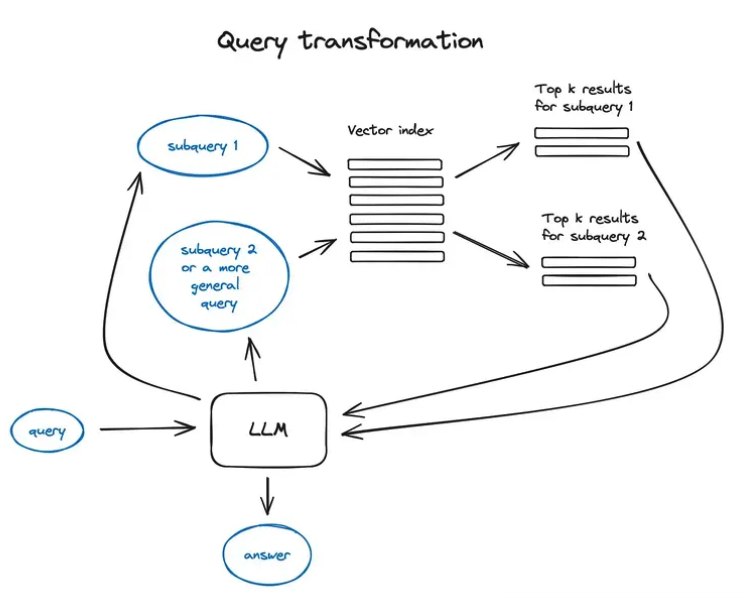 Query transformation
Top k results
for subquery 1
Vector index
subquery 1
Top k results
for subquery 2
subquery 2
or a more
general
query
query
LLM
answer